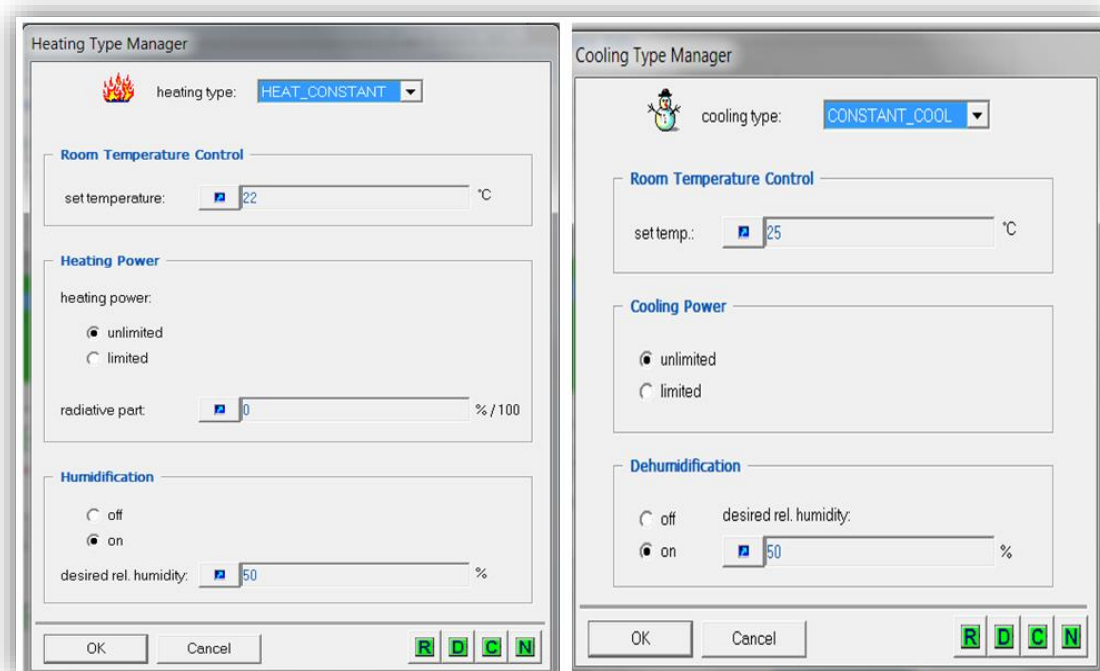 Heating Type Manager
heating type: HEAT_CONSTANT
Room Temperature Control
set temperature: 22 °C
Heating Power
heating power:
unlimited
limited
radiative part: 0 % / 100
Humidification
off
on
desired rel. humidity: 50 %
OK Cancel R D C N
Cooling Type Manager
cooling type: CONSTANT_COOL
Room Temperature Control
set temp.: 25 °C
Cooling Power
unlimited
limited
Dehumidification
off desired rel. humidity:
on 50 %
OK Cancel R D C N